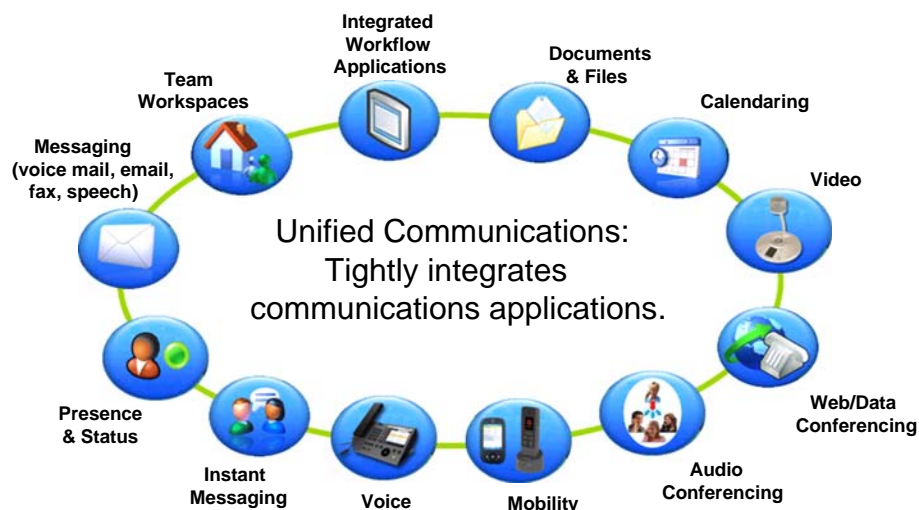 Integrated
Workflow
Applications
Documents
& Files
Team
Workspaces
Calendaring
Messaging
(voice mail, email,
fax, speech)
Video
Unified Communications:
Tightly integrates
communications applications.
Presence
& Status
Web/Data
Conferencing
Instant
Messaging
Voice
Mobility
Audio
Conferencing